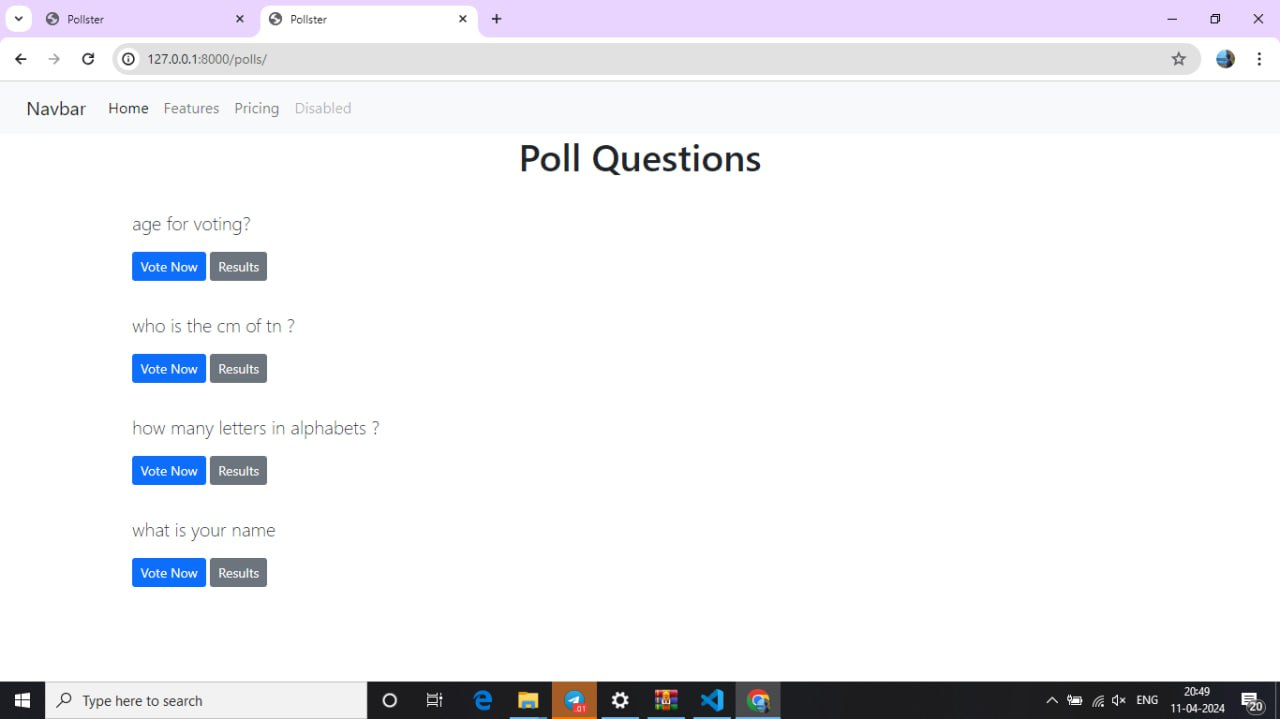 Pollster
Pollster
127.0.0.1:8000/polls/
Navbar Home Features Pricing Disabled
Poll Questions
age for voting?
Vote Now Results
who is the cm of tn ?
Vote Now Results
how many letters in alphabets ?
Vote Now Results
what is your name
Vote Now Results
Type here to search
.01
ENG
20:49
11-04-2024
20